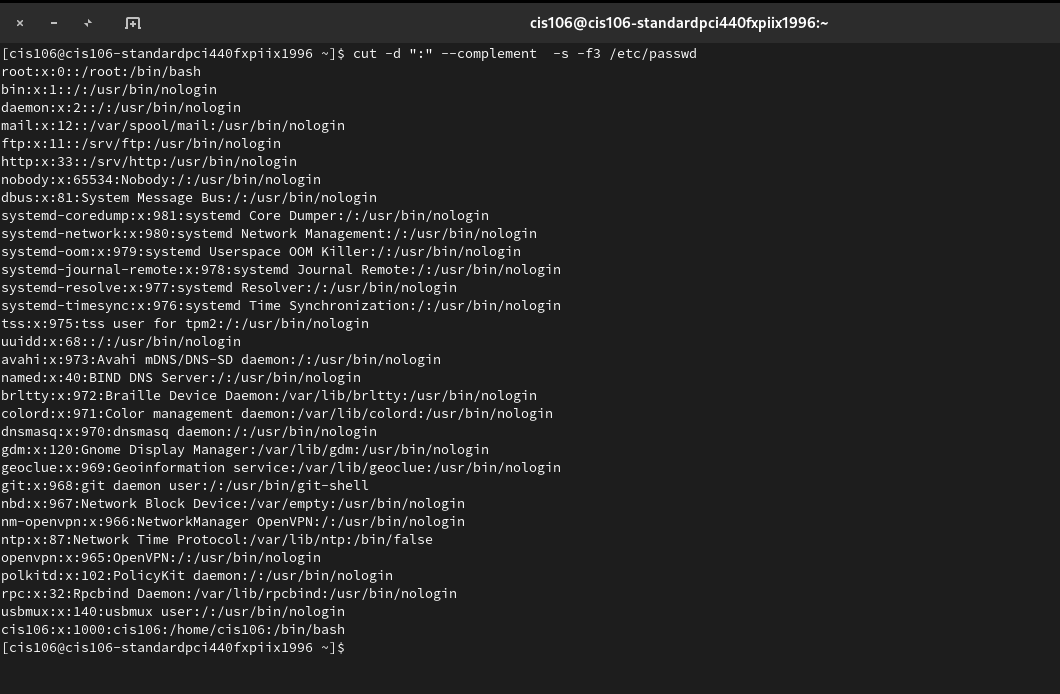 cis106@cis106-standardpci440fxpiix1996:~
[cis106@cis106-standardpci440fxpiix1996 ~]$ cut -d ":" --complement  -s -f3 /etc/passwd
root:x:0::/root:/bin/bash
bin:x:1::/:/usr/bin/nologin
daemon:x:2::/:/usr/bin/nologin
mail:x:12::/var/spool/mail:/usr/bin/nologin
ftp:x:11::/srv/ftp:/usr/bin/nologin
http:x:33::/srv/http:/usr/bin/nologin
nobody:x:65534:Nobody:/:/usr/bin/nologin
dbus:x:81:System Message Bus:/:/usr/bin/nologin
systemd-coredump:x:981:systemd Core Dumper:/:/usr/bin/nologin
systemd-network:x:980:systemd Network Management:/:/usr/bin/nologin
systemd-oom:x:979:systemd Userspace OOM Killer:/:/usr/bin/nologin
systemd-journal-remote:x:978:systemd Journal Remote:/:/usr/bin/nologin
systemd-resolve:x:977:systemd Resolver:/:/usr/bin/nologin
systemd-timesync:x:976:systemd Time Synchronization:/:/usr/bin/nologin
tss:x:975:tss user for tpm2:/:/usr/bin/nologin
uuidd:x:68::/:/usr/bin/nologin
avahi:x:973:Avahi mDNS/DNS-SD daemon:/:/usr/bin/nologin
named:x:40:BIND DNS Server:/:/usr/bin/nologin
brltty:x:972:Braille Device Daemon:/var/lib/brltty:/usr/bin/nologin
colord:x:971:Color management daemon:/var/lib/colord:/usr/bin/nologin
dnsmasq:x:970:dnsmasq daemon:/:/usr/bin/nologin
gdm:x:120:Gnome Display Manager:/var/lib/gdm:/usr/bin/nologin
geoclue:x:969:Geoinformation service:/var/lib/geoclue:/usr/bin/nologin
git:x:968:git daemon user:/:/usr/bin/git-shell
nbd:x:967:Network Block Device:/var/empty:/usr/bin/nologin
nm-openvpn:x:966:NetworkManager OpenVPN:/:/usr/bin/nologin
ntp:x:87:Network Time Protocol:/var/lib/ntp:/bin/false
openvpn:x:965:OpenVPN:/:/usr/bin/nologin
polkitd:x:102:PolicyKit daemon:/:/usr/bin/nologin
rpc:x:32:Rpcbind Daemon:/var/lib/rpcbind:/usr/bin/nologin
usbmux:x:140:usbmux user:/:/usr/bin/nologin
cis106:x:1000:cis106:/home/cis106:/bin/bash
[cis106@cis106-standardpci440fxpiix1996 ~]$